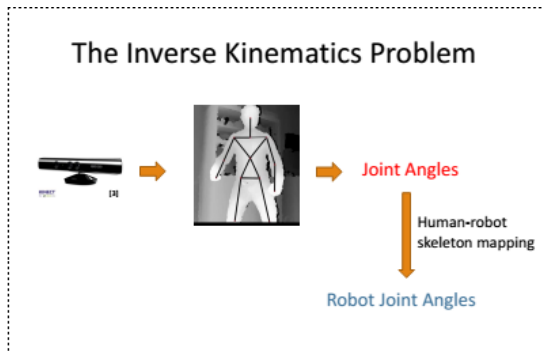 The Inverse Kinematics Problem
[3]
Joint Angles
Human-robot
skeleton mapping
Robot Joint Angles